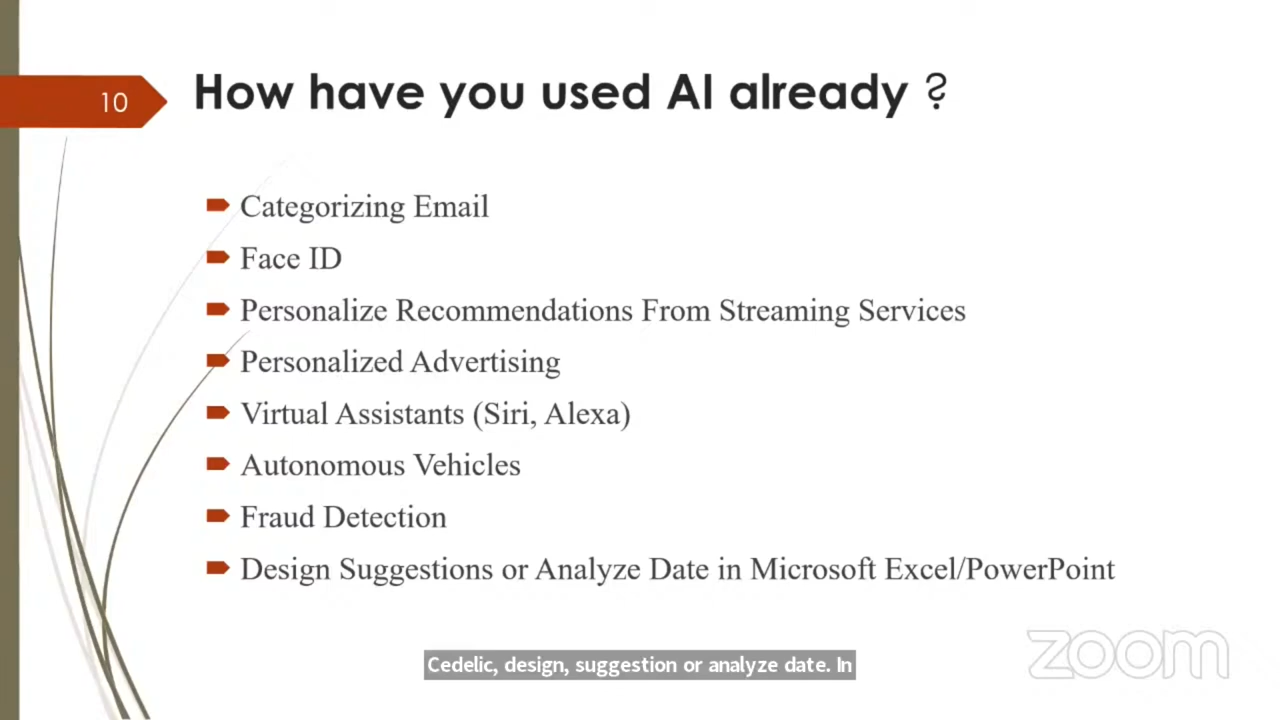 10
How have you used AI already ?
Categorizing Email
Face ID
Personalize Recommendations From Streaming Services
Personalized Advertising
Virtual Assistants (Siri, Alexa)
Autonomous Vehicles
Fraud Detection
Design Suggestions or Analyze Date in Microsoft Excel/PowerPoint
Cedelic, design, suggestion or analyze date. In
zoom